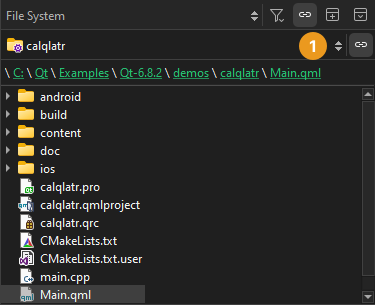 File System
calqlatr
1
\ C: \ Qt \ Examples \ Qt-6.8.2 \ demos \ calqlatr \ Main.qml
android
build
content
doc
ios
calqlatr.pro
calqlatr.qmlproject
calqlatr.qrc
CMakeLists.txt
CMakeLists.txt.user
main.cpp
Main.qml